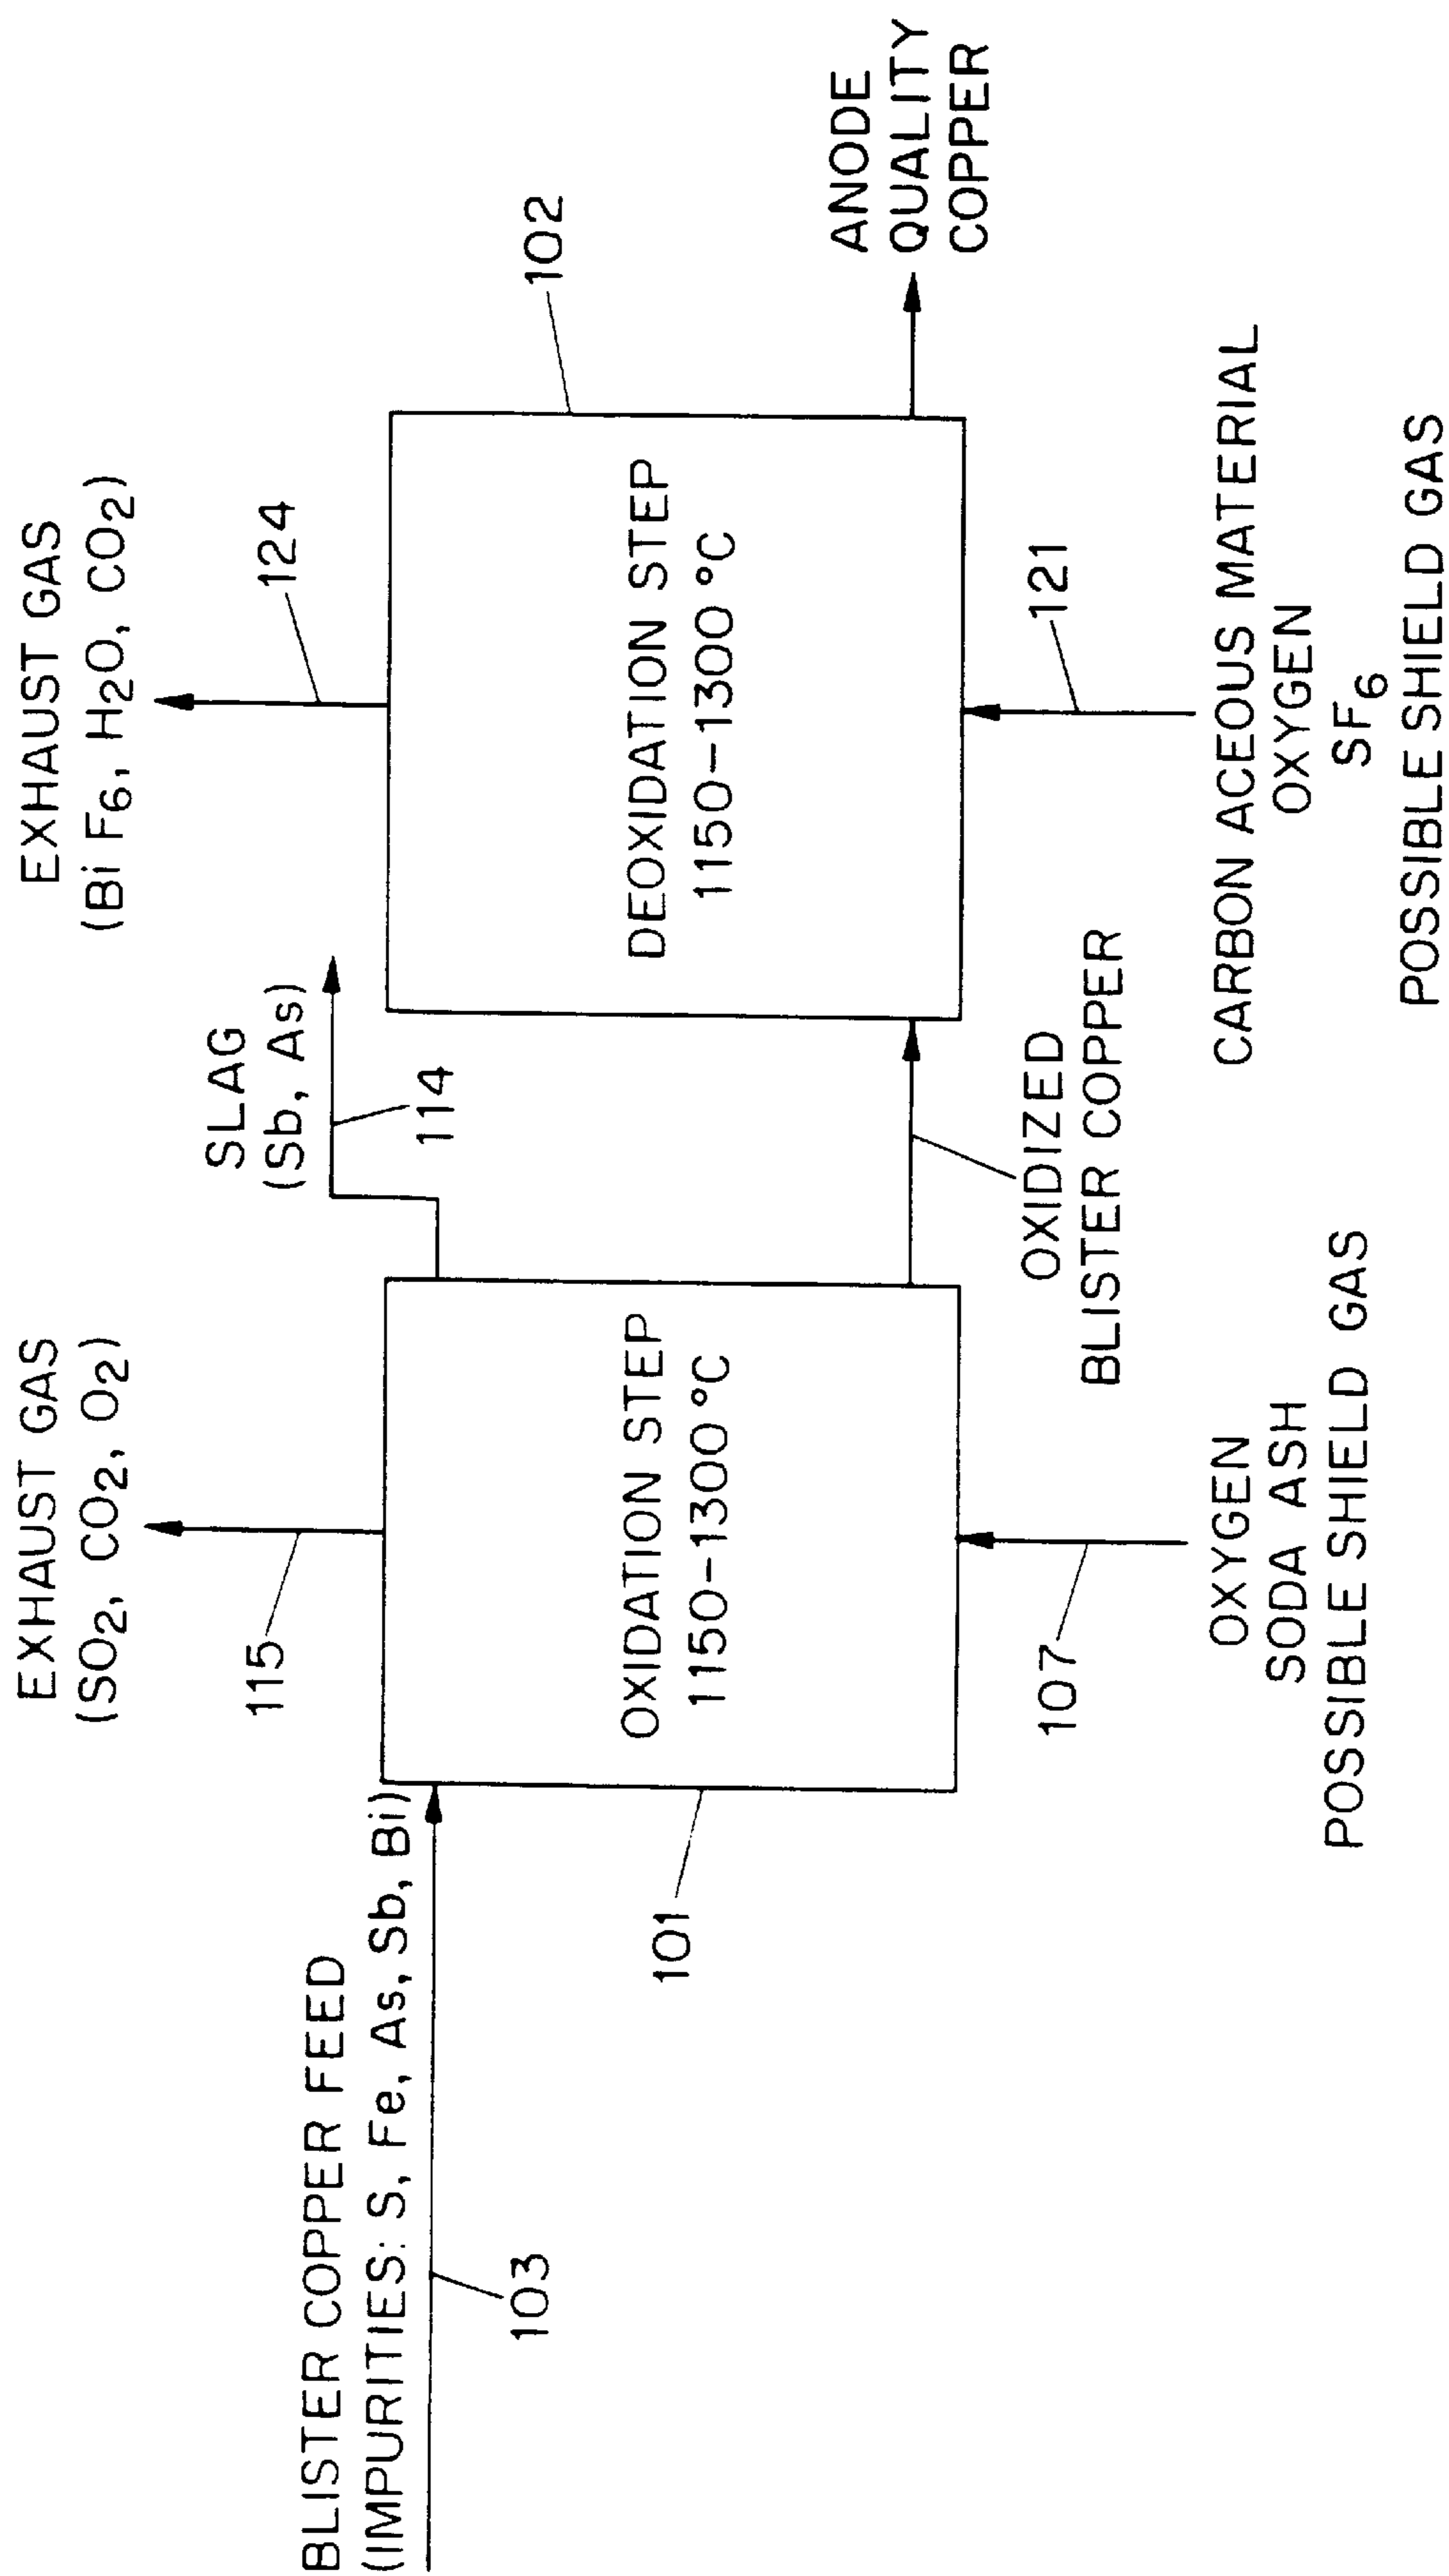 BLISTER COPPER FEED
(IMPURITIES: S, Fe, As, Sb, Bi)
103
EXHAUST GAS
(SO2, CO2, O2)
115
OXIDATION STEP
1150-1300°C
101
107
OXYGEN
SODA ASH
POSSIBLE SHIELD GAS
SLAG
(Sb, As)
114
OXIDIZED
BLISTER COPPER
EXHAUST GAS
(Bi F6, H2O, CO2)
124
DEOXIDATION STEP
1150-1300°C
102
121
CARBON ACEOUS MATERIAL
OXYGEN
SF6
POSSIBLE SHIELD GAS
ANODE
QUALITY
COPPER